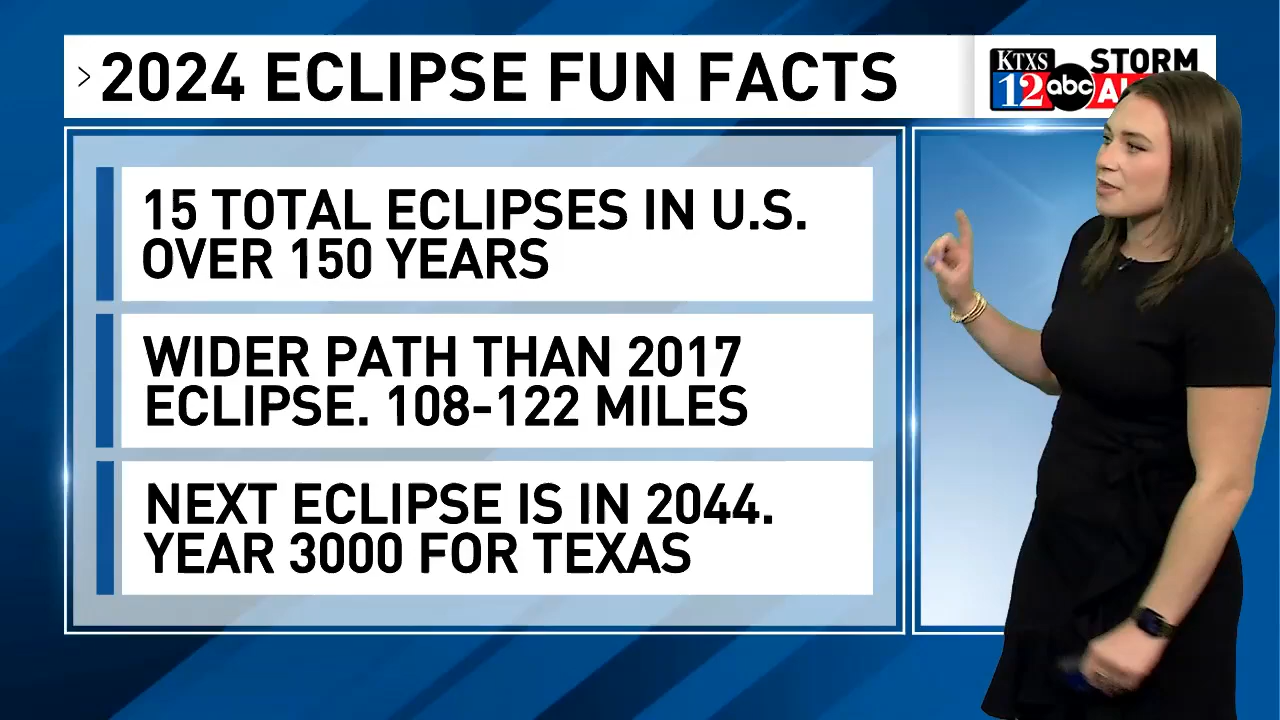 2024 ECLIPSE FUN FACTS
KTXS
12
abc
STORM
15 TOTAL ECLIPSES IN U.S.
OVER 150 YEARS
WIDER PATH THAN 2017
ECLIPSE. 108-122 MILES
NEXT ECLIPSE IS IN 2044.
YEAR 3000 FOR TEXAS